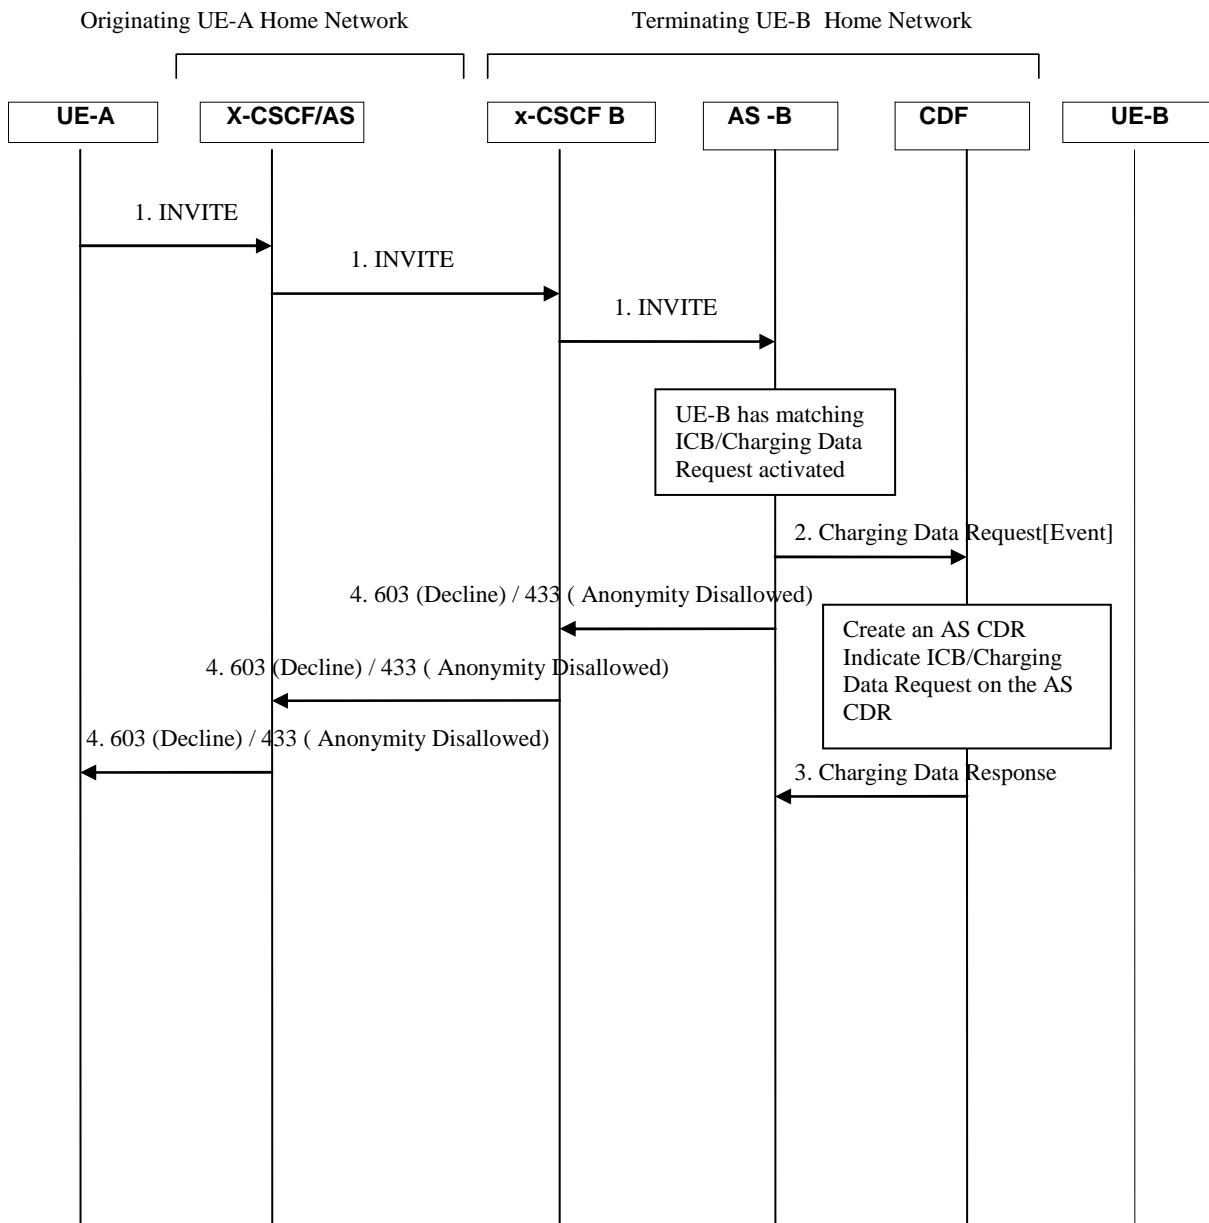 Originating UE-A Home Network
Terminating UE-B  Home Network
UE-A
X-CSCF/AS
x-CSCF B
AS -B
CDF
UE-B
1. INVITE
1. INVITE
1. INVITE
UE-B has matching
ICB/Charging Data
Request activated
2. Charging Data Request[Event]
4. 603 (Decline) / 433 ( Anonymity Disallowed)
Create an AS CDR
Indicate ICB/Charging
Data Request on the AS
CDR
4. 603 (Decline) / 433 ( Anonymity Disallowed)
4. 603 (Decline) / 433 ( Anonymity Disallowed)
3. Charging Data Response